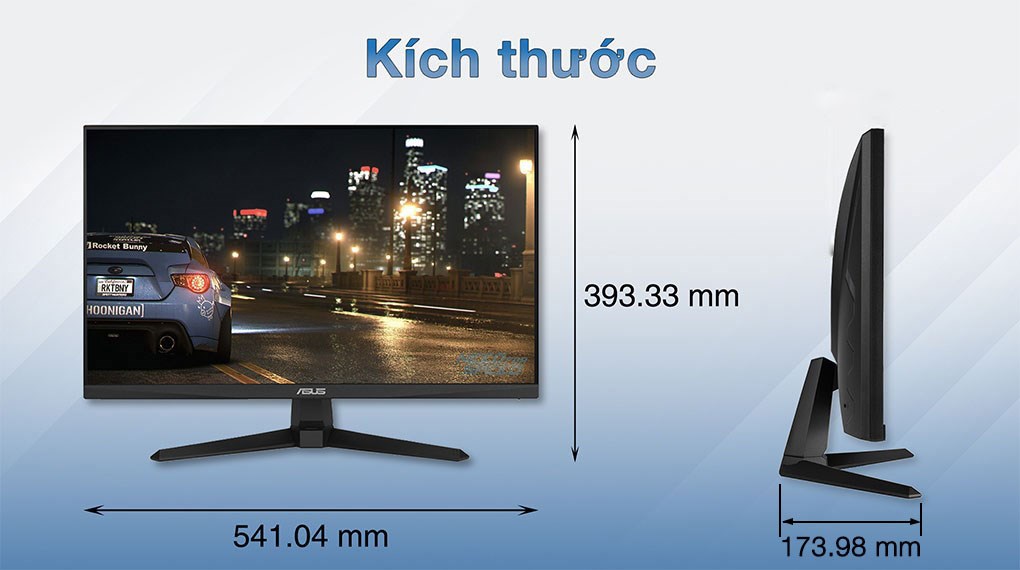 Kích thước
Rocket Bunny
RKTBNY
HOONIGAN
ASUS
393.33 mm
541.04 mm
173.98 mm